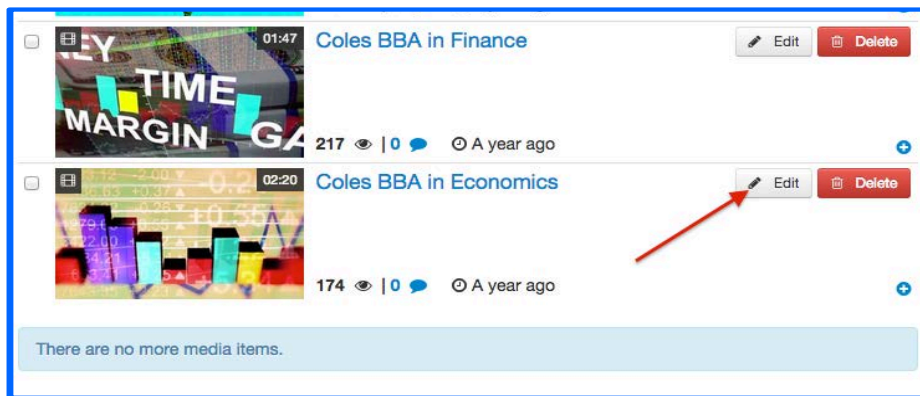 01:47
Coles BBA in Finance
Edit
Delete
TIME
MARGIN
217 | 0 A year ago
02:20
Coles BBA in Economics
Edit
Delete
174 | 0 A year ago
There are no more media items.